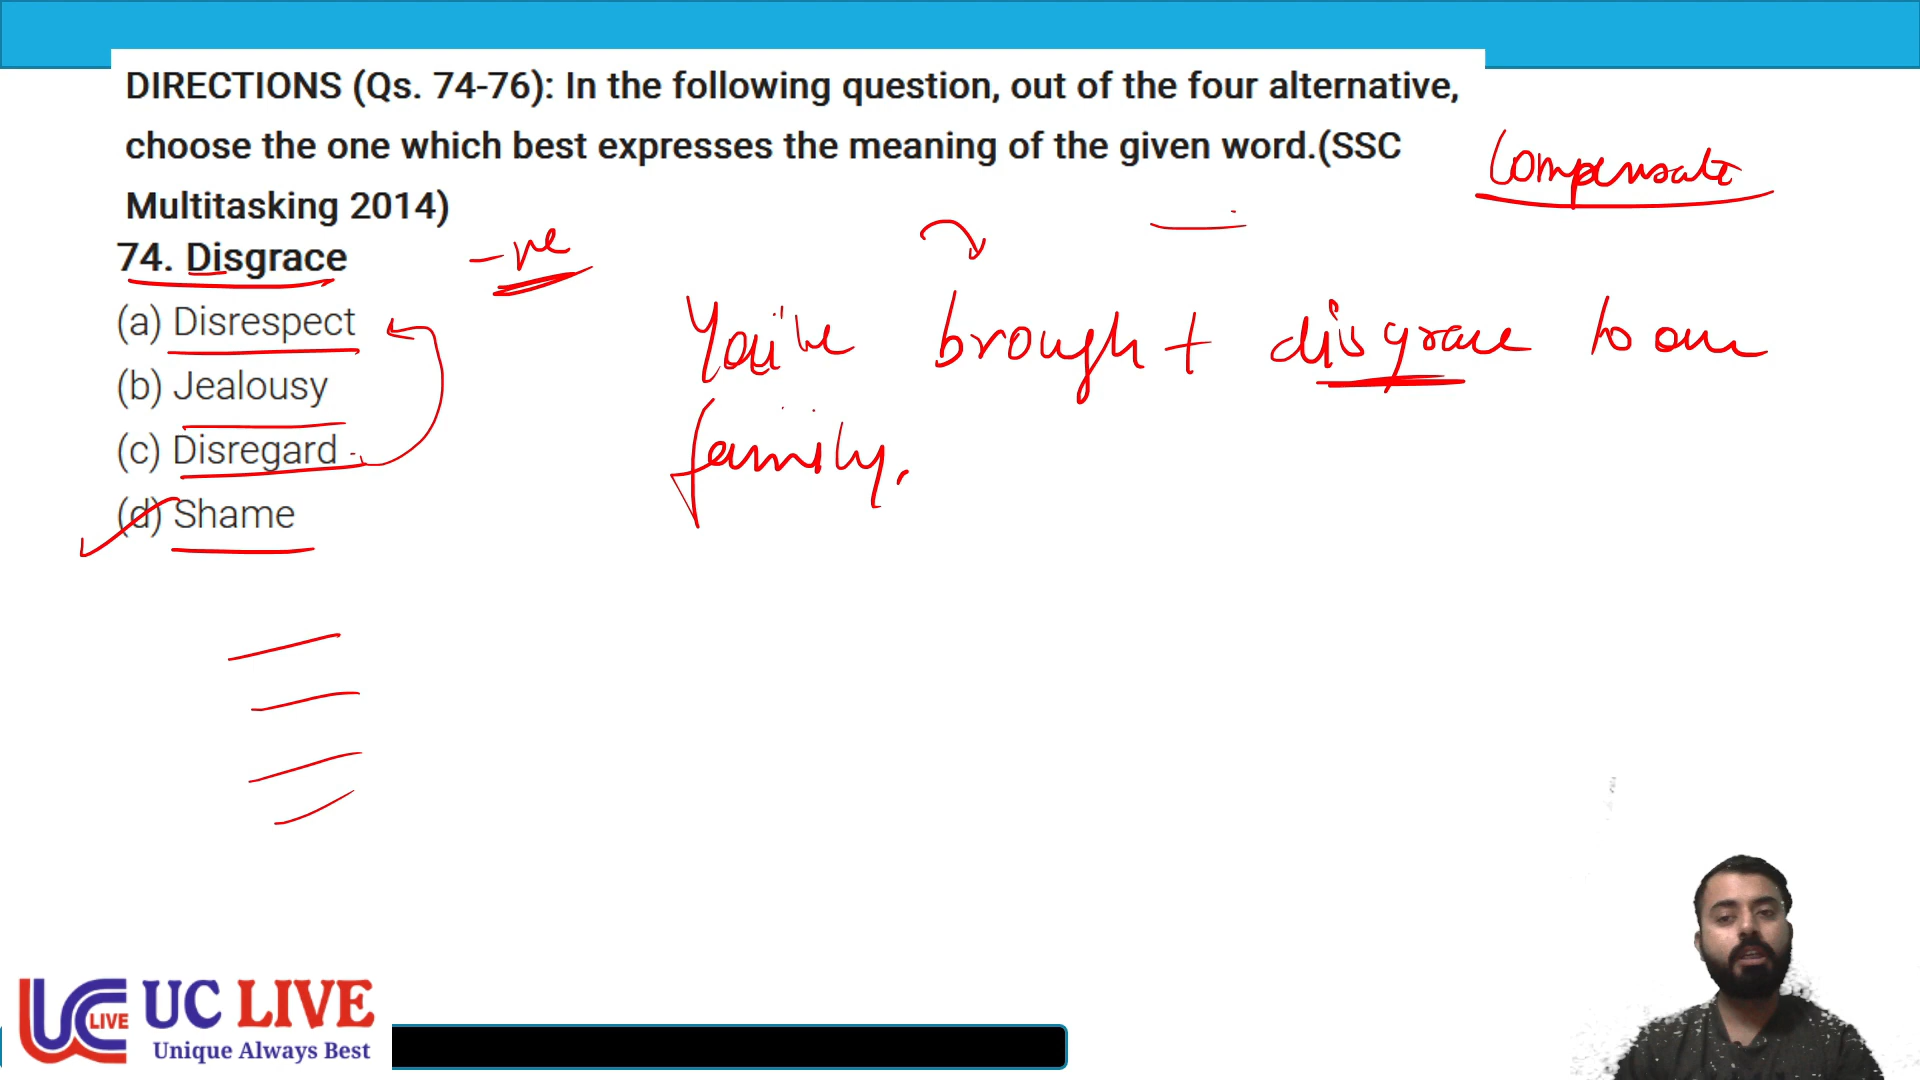 DIRECTIONS (Qs. 74-76): In the following question, out of the four alternative,
choose the one which best expresses the meaning of the given word.(SSC
Multitasking 2014)
Compensate
74. Disgrace
-ve
(a) Disrespect
(b) Jealousy
(c) Disregard
(d) Shame
You've brought disgrace to our
family.
LIVE
UC LIVE
Unique Always Best